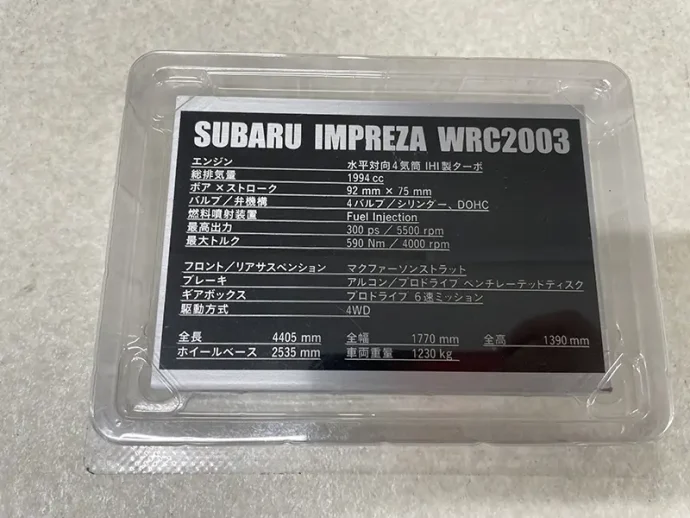 SUBARU IMPREZA WRC2003
エンジン 水平対向4気筒 IHI製ターボ
総排気量 1994 cc
ボア×ストローク 92 mm × 75 mm
バルブ／弁機構 4バルブ／シリンダー、DOHC
燃料噴射装置 Fuel Injection
最高出力 300 ps / 5500 rpm
最大トルク 590 Nm / 4000 rpm
フロント／リアサスペンション マクファーソンストラット
ブレーキ アルコン／プロドライブ ベンチレーテッドディスク
ギアボックス プロドライブ 6速ミッション
駆動方式 4WD
全長 4405 mm 全幅 1770 mm 全高 1390 mm
ホイールベース 2535 mm 車両重量 1230 kg